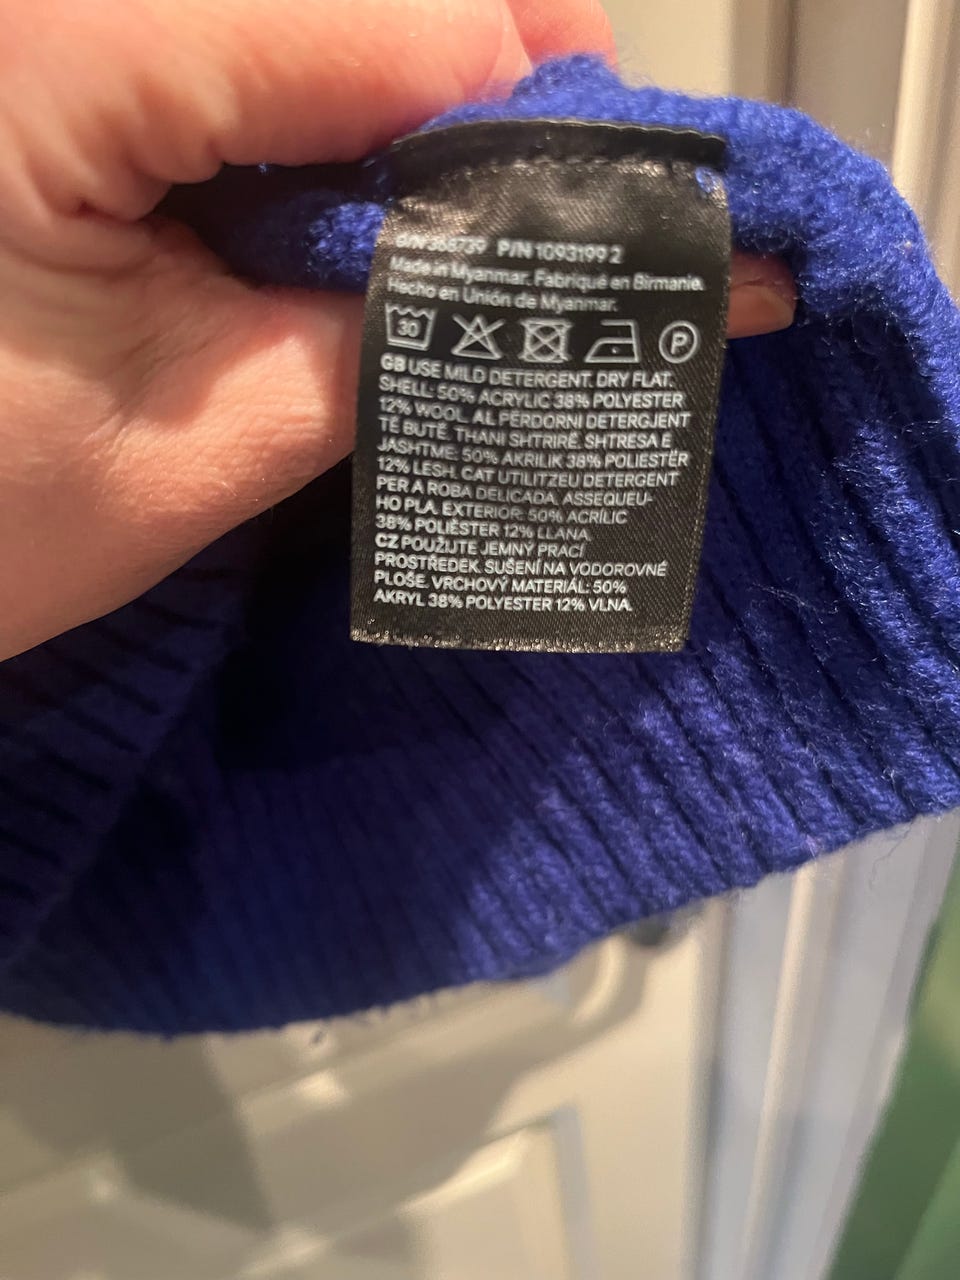 P/N 1093199 2
Made in Myanmar. Fabriqué en Birmanie.
Hecho en Unión de Myanmar.
30 P
GB USE MILD DETERGENT. DRY FLAT.
SHELL: 50% ACRYLIC 38% POLYESTER
12% WOOL. AL PËRDORNI DETERGJENT
TË BUTË. THANI SHTRIRË. SHTRESA E
JASHTME: 50% AKRILIK 38% POLIESTËR
12% LESH. CAT UTILITZEU DETERGENT
PER A ROBA DELICADA. ASSEQUEU-
HO PLA. EXTERIOR: 50% ACRÍLIC
38% POLIÈSTER 12% LLANA.
CZ POUŽIJTE JEMNÝ PRACÍ
PROSTŘEDEK. SUŠENÍ NA VODOROVNÉ
PLOŠE. VRCHOVÝ MATERIÁL: 50%
AKRYL 38% POLYESTER 12% VLNA.